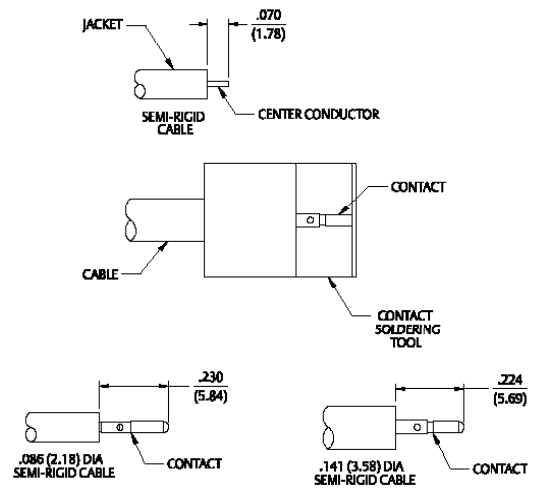 .070
(1.78)
JACKET
CENTER CONDUCTOR
SEMI-RIGID
CABLE
CONTACT
CABLE
CONTACT
SOLDERING
TOOL
.230
(5.84)
.086 (2.18) DIA
SEMI-RIGID CABLE
CONTACT
.224
(5.69)
.141 (3.58) DIA
SEMI-RIGID CABLE
CONTACT